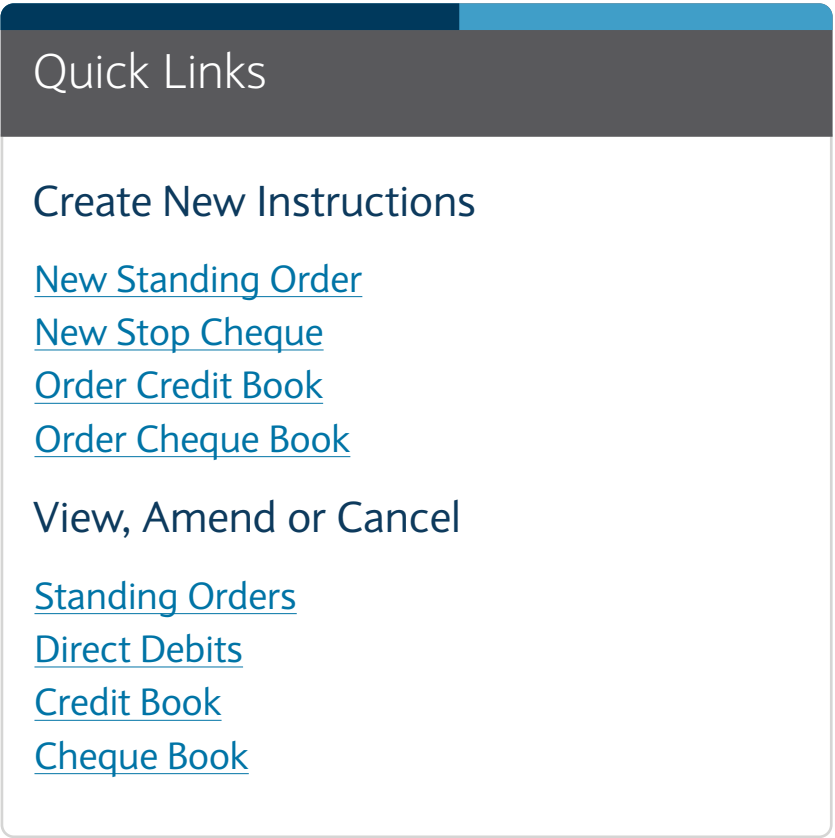 Quick Links
Create New Instructions
New Standing Order
New Stop Cheque
Order Credit Book
Order Cheque Book
View, Amend or Cancel
Standing Orders
Direct Debits
Credit Book
Cheque Book